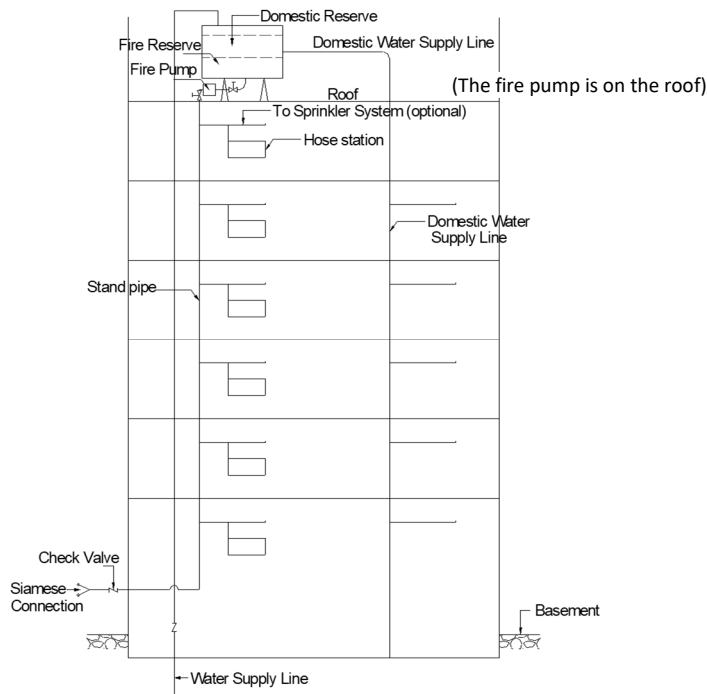 Domestic Reserve
Fire Reserve
Domestic Water Supply Line
Fire Pump
(The fire pump is on the roof)
Roof
To Sprinkler System (optional)
Hose station
Domestic Water
Supply Line
Stand pipe
Check Valve
Siamese
Connection
Basement
Water Supply Line